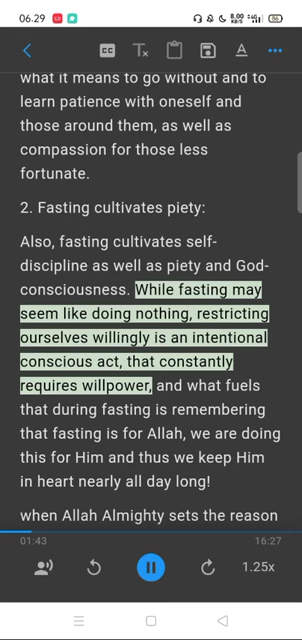 06.29
8.00 KB/S
86
CC
A
what it means to go without and to
learn patience with oneself and
those around them, as well as
compassion for those less
fortunate.
2. Fasting cultivates piety:
Also, fasting cultivates self-
discipline as well as piety and God-
consciousness. While fasting may
seem like doing nothing, restricting
ourselves willingly is an intentional
conscious act, that constantly
requires willpower, and what fuels
that during fasting is remembering
that fasting is for Allah, we are doing
this for Him and thus we keep Him
in heart nearly all day long!
when Allah Almighty sets the reason
01:43
16:27
1.25x